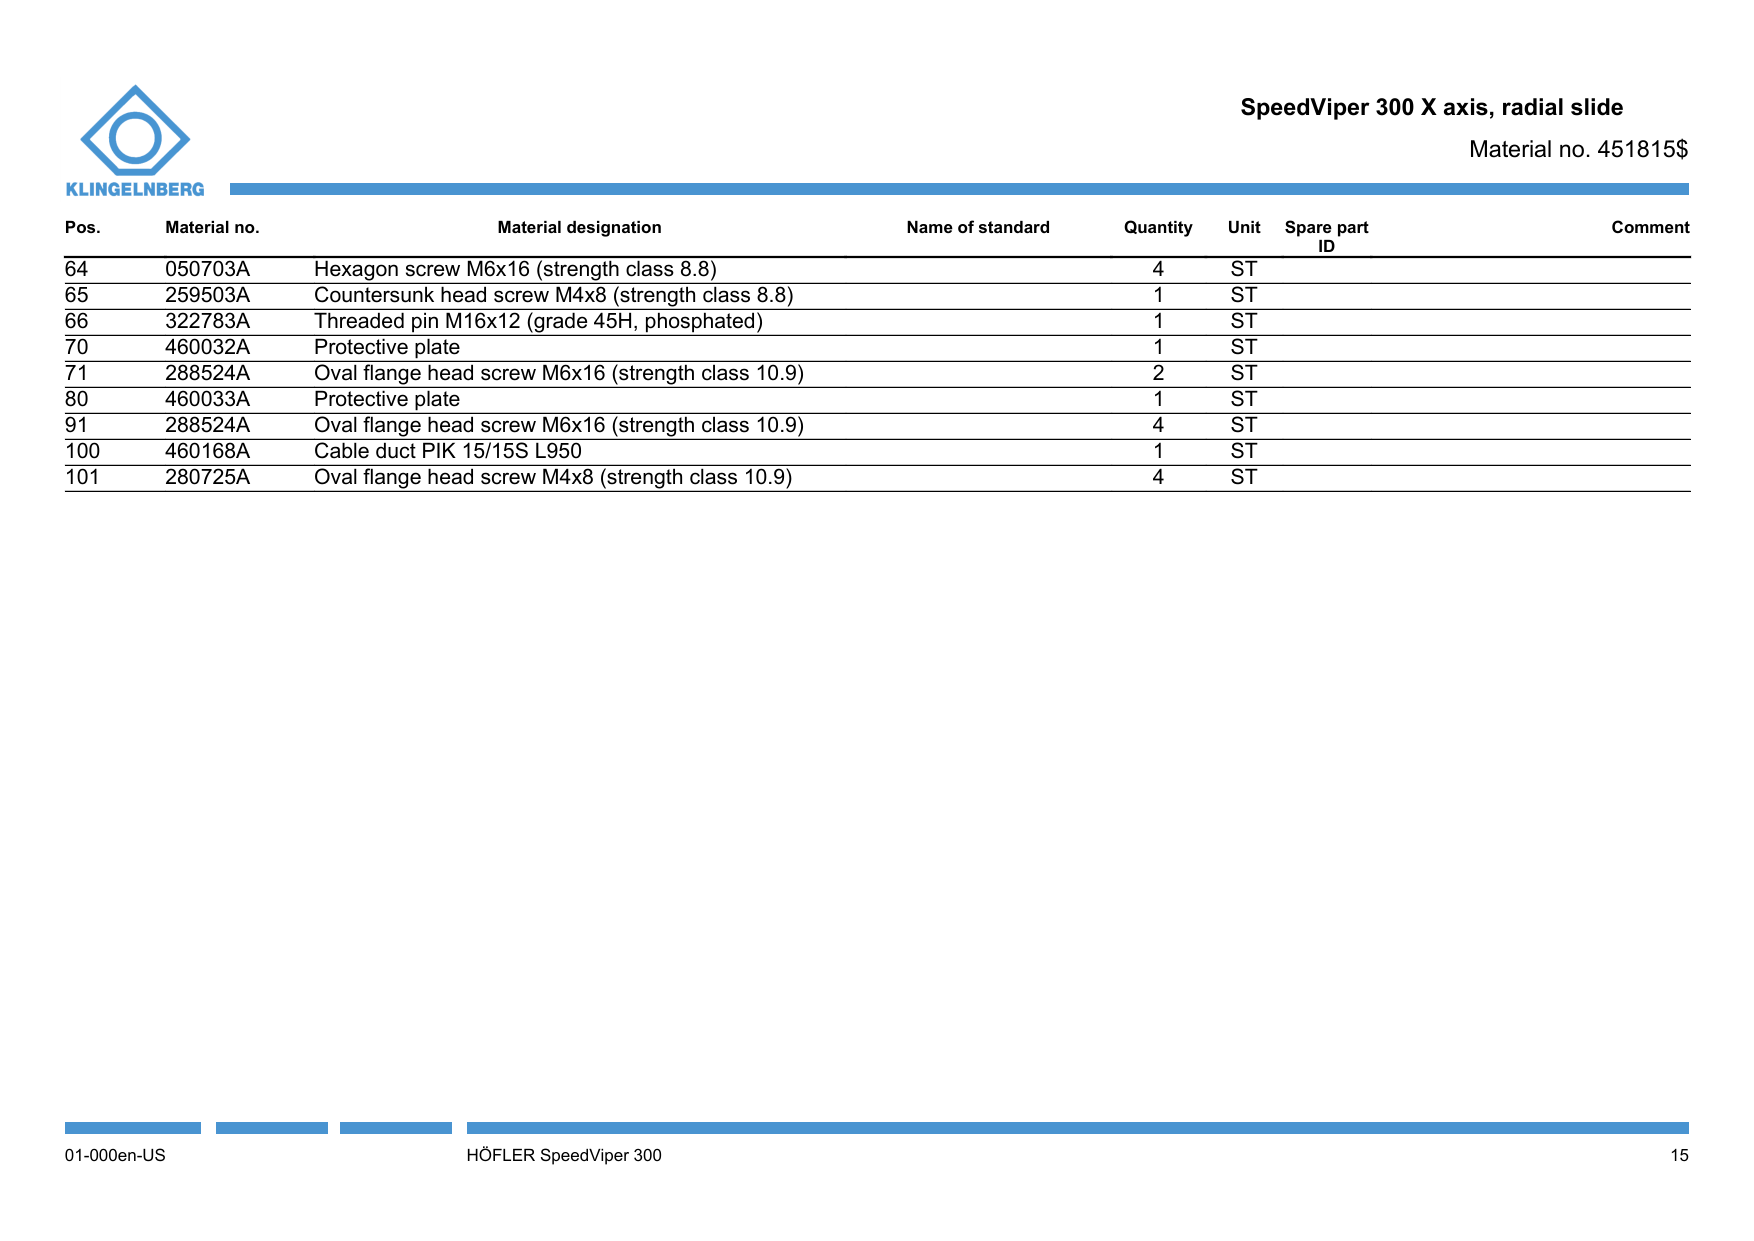 KLINGELNBERG
SpeedViper 300 X axis, radial slide
Material no. 451815$
Pos. Material no. Material designation Name of standard Quantity Unit Spare part ID Comment
64 050703A Hexagon screw M6x16 (strength class 8.8) 4 ST
65 259503A Countersunk head screw M4x8 (strength class 8.8) 1 ST
66 322783A Threaded pin M16x12 (grade 45H, phosphated) 1 ST
70 460032A Protective plate 1 ST
71 288524A Oval flange head screw M6x16 (strength class 10.9) 2 ST
80 460033A Protective plate 1 ST
91 288524A Oval flange head screw M6x16 (strength class 10.9) 4 ST
100 460168A Cable duct PIK 15/15S L950 1 ST
101 280725A Oval flange head screw M4x8 (strength class 10.9) 4 ST
01-000en-US HÖFLER SpeedViper 300 15